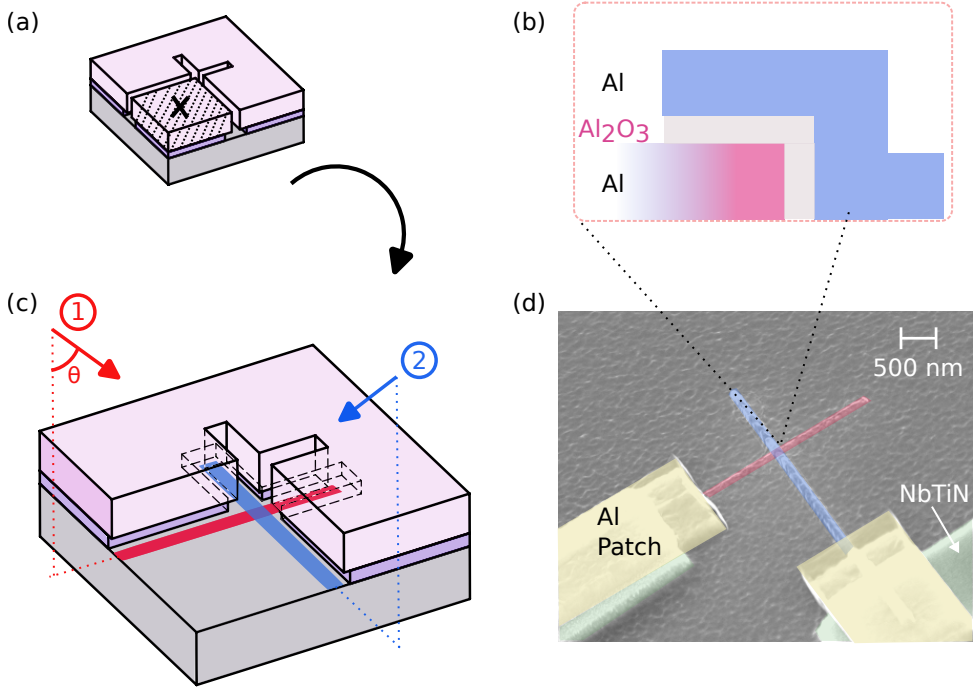 (a)
X
(b)
Al
Al₂O₃
Al
(c)
1
θ
2
(d)
500 nm
NbTiN
Al
Patch